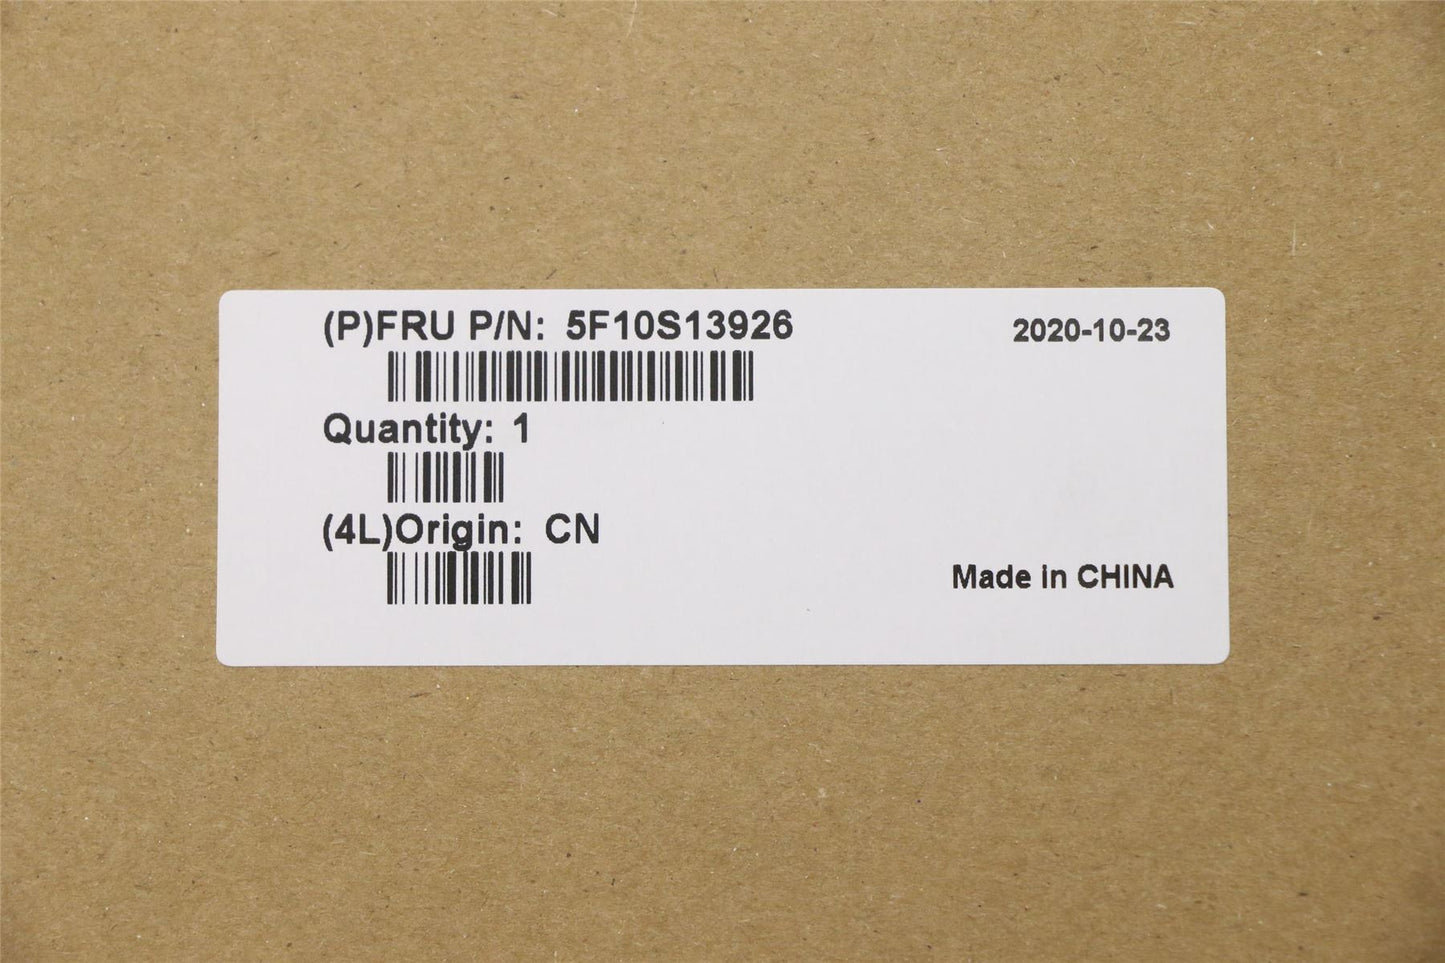 (P)FRU P/N: 5F10S13926
2020-10-23
Quantity: 1
(4L)Origin: CN
Made in CHINA